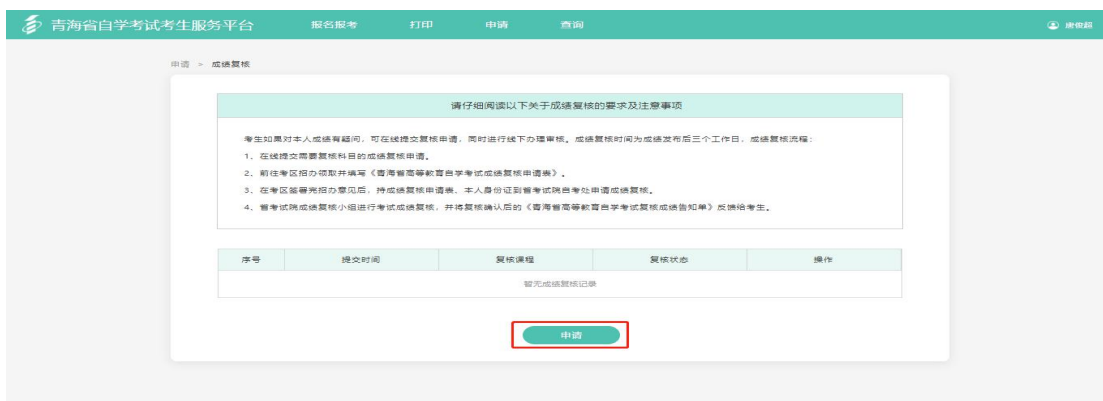 青海省自学考试考生服务平台 报名报考 打印 申请 查询 唐俊超
申请 > 成绩复核
请仔细阅读以下关于成绩复核的要求及注意事项
考生如果对本人成绩有疑问,可在线提交复核申请,同时进行线下办理审核。成绩复核时间为成绩发布后三个工作日,成绩复核流程:
1、在线提交需要复核科目的成绩复核申请。
2、前往考区招办领取并填写《青海省高等教育自学考试成绩复核申请表》。
3、在考区签署完招办意见后,持成绩复核申请表、本人身份证到省考试院自考处申请成绩复核。
4、省考试院成绩复核小组进行考试成绩复核,并将复核确认后的《青海省高等教育自学考试复核成绩告知单》反馈给考生。
序号 提交时间 复核课程 复核状态 操作
暂无成绩复核记录
申请